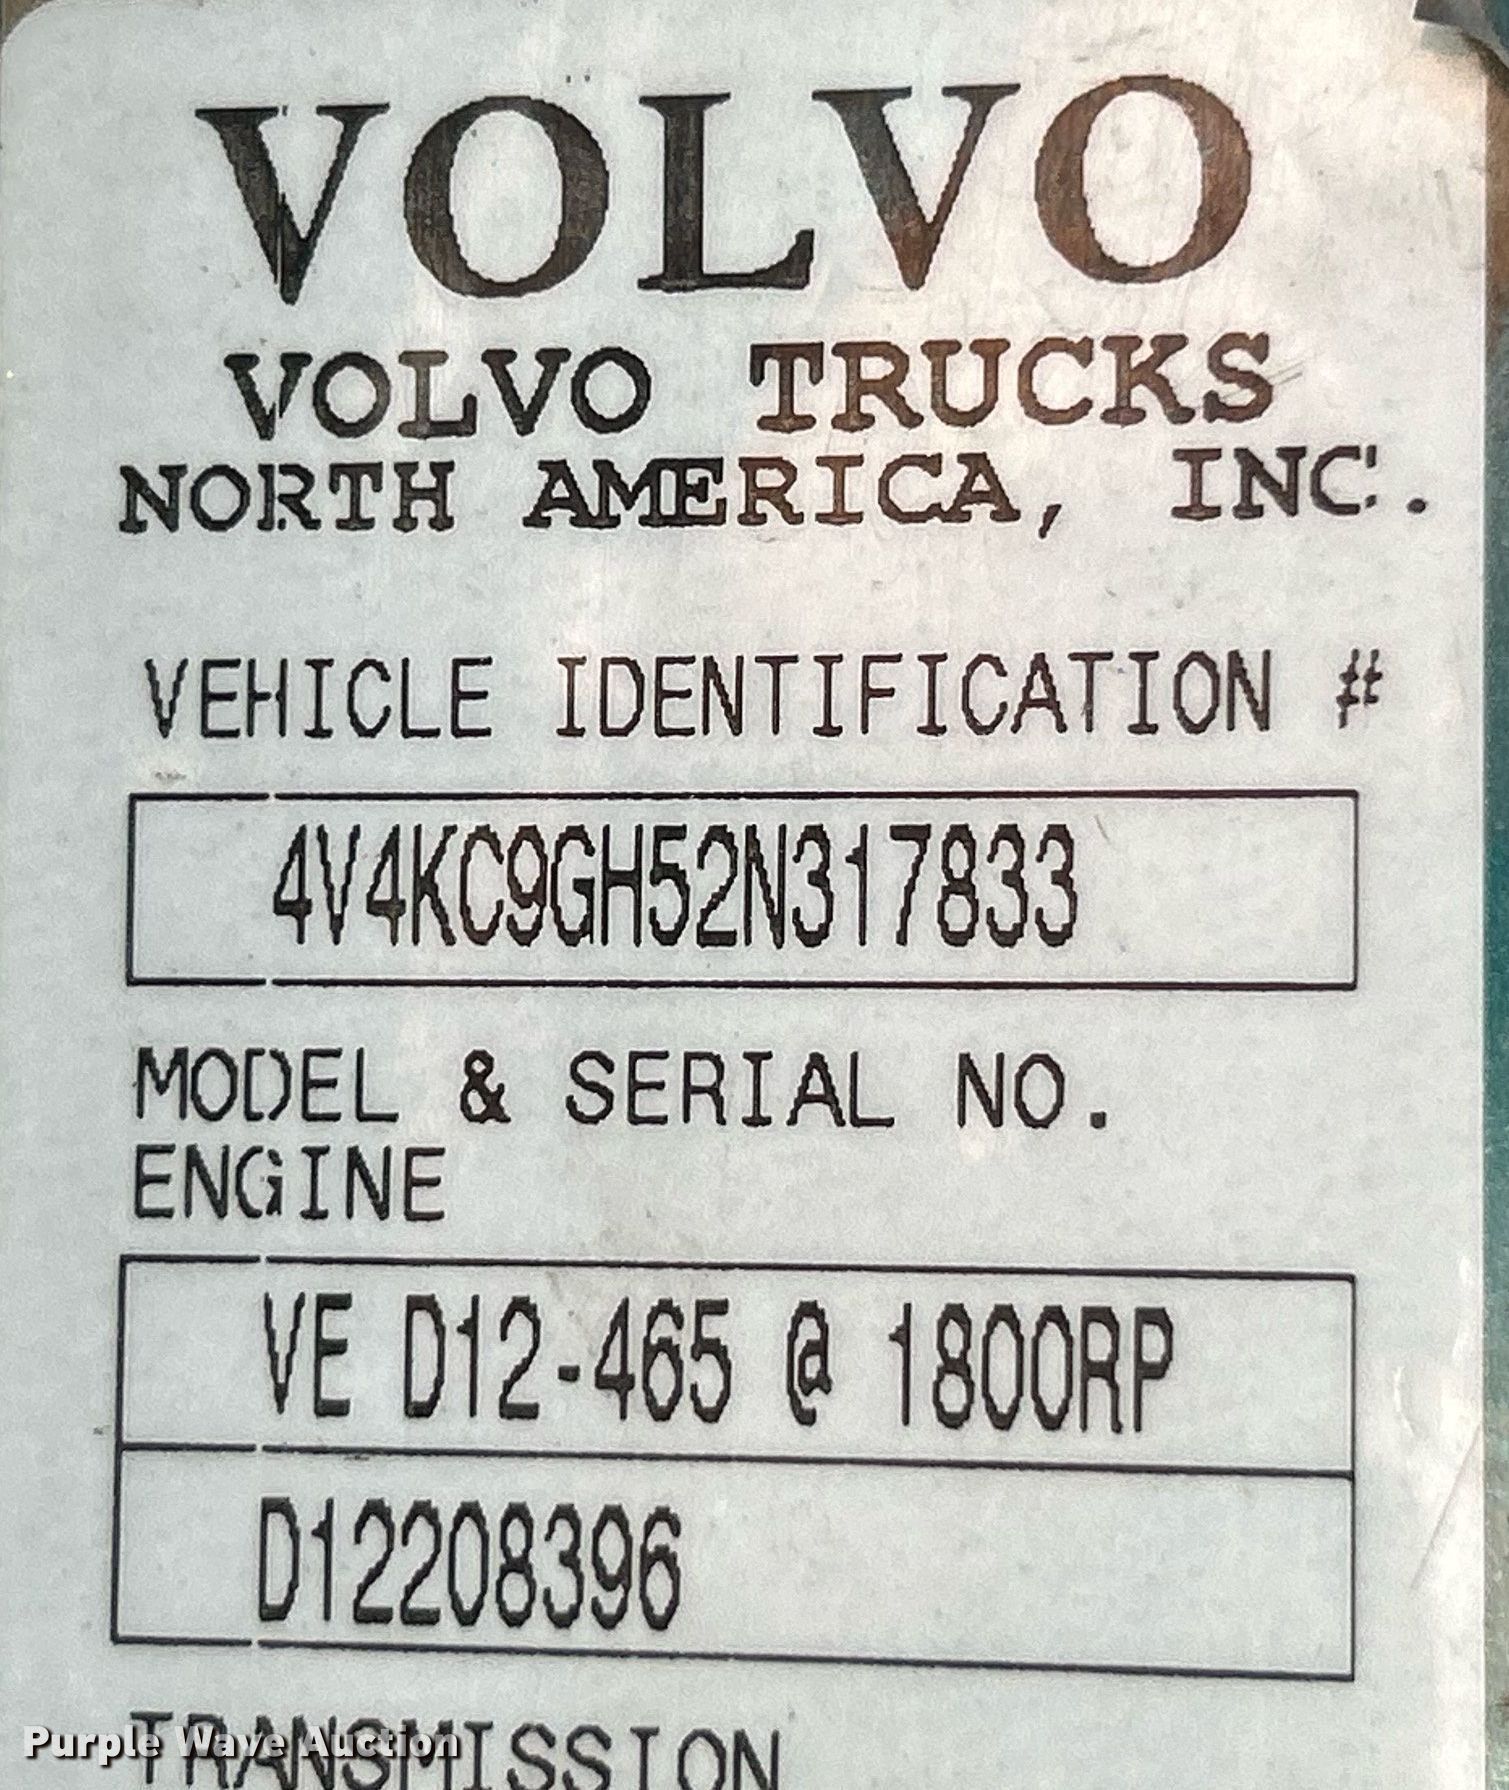 VOLVO
VOLVO TRUCKS
NORTH AMERICA, INC.
VEHICLE IDENTIFICATION #
4V4KC9GH52N317833
MODEL & SERIAL NO.
ENGINE
VE D12-465 @ 1800RP
D12208396
TRANSMISSION
Purple Wave Auction